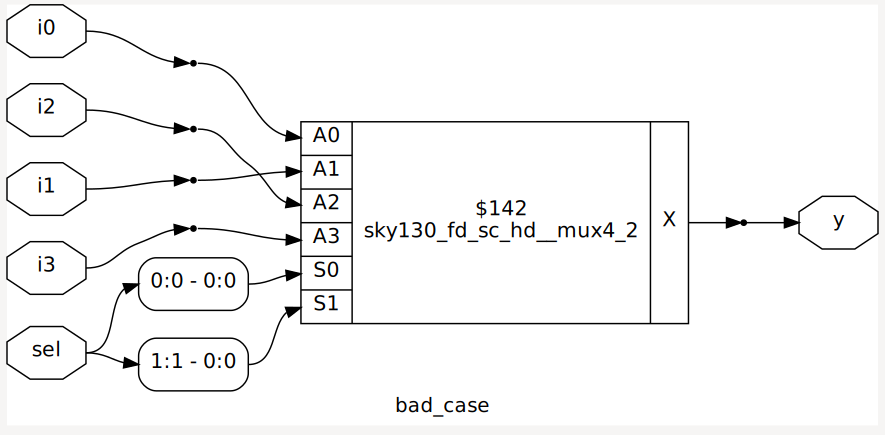 i0
i2
i1
i3
sel
0:0 - 0:0
1:1 - 0:0
A0
A1
A2
A3
S0
S1
$142
sky130_fd_sc_hd__mux4_2
X
y
bad_case